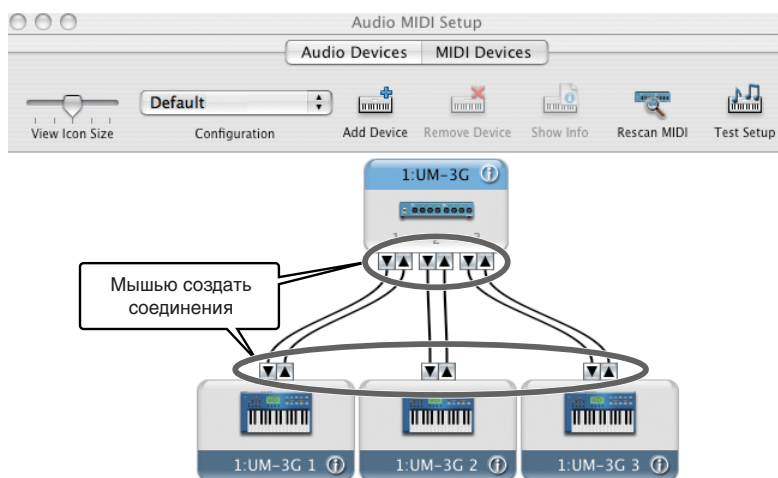 Audio MIDI Setup
Audio Devices MIDI Devices
Default
View Icon Size Configuration Add Device Remove Device Show Info Rescan MIDI Test Setup
1:UM-3G
1 2 3
Мышью создать
соединения
1:UM-3G 1 1:UM-3G 2 1:UM-3G 3